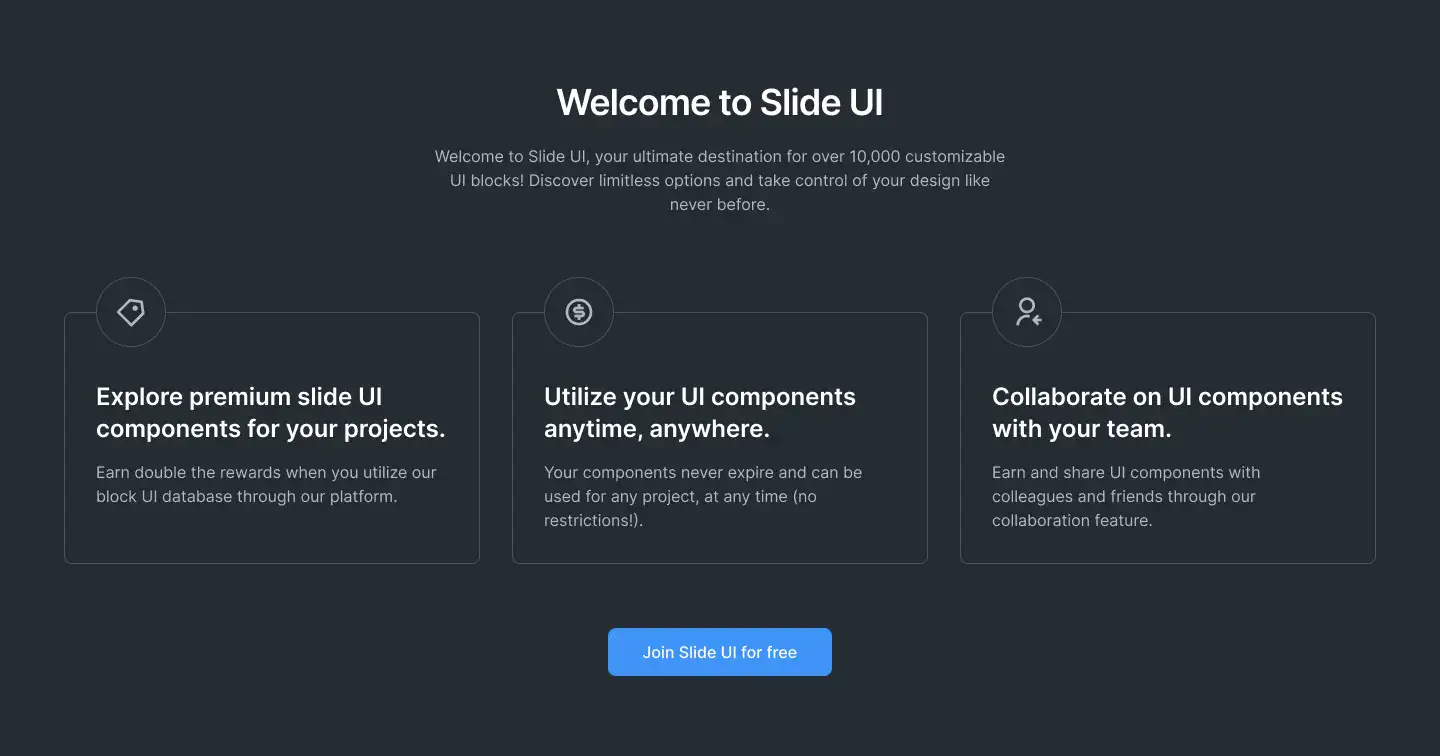 Welcome to Slide UI
Welcome to Slide UI, your ultimate destination for over 10,000 customizable
UI blocks! Discover limitless options and take control of your design like
never before.
Explore premium slide UI
components for your projects.
Earn double the rewards when you utilize our
block UI database through our platform.
Utilize your UI components
anytime, anywhere.
Your components never expire and can be
used for any project, at any time (no
restrictions!).
Collaborate on UI components
with your team.
Earn and share UI components with
colleagues and friends through our
collaboration feature.
Join Slide UI for free